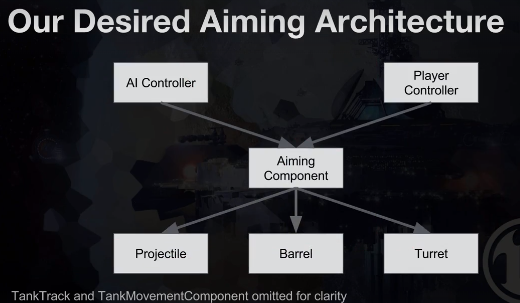 Our Desired Aiming Architecture
AI Controller
Player
Controller
Aiming
Component
Projectile
Barrel
Turret
TankTrack and TankMovementComponent omitted for clarity